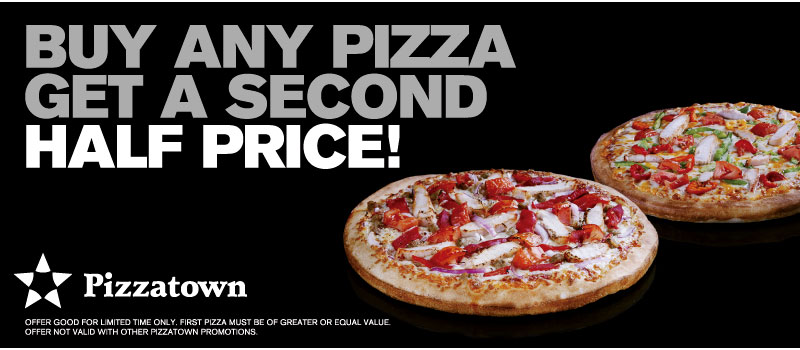 BUY ANY PIZZA
GET A SECOND
HALF PRICE!
Pizzatown
OFFER GOOD FOR LIMITED TIME ONLY. FIRST PIZZA MUST BE OF GREATER OR EQUAL VALUE.
OFFER NOT VALID WITH OTHER PIZZATOWN PROMOTIONS.